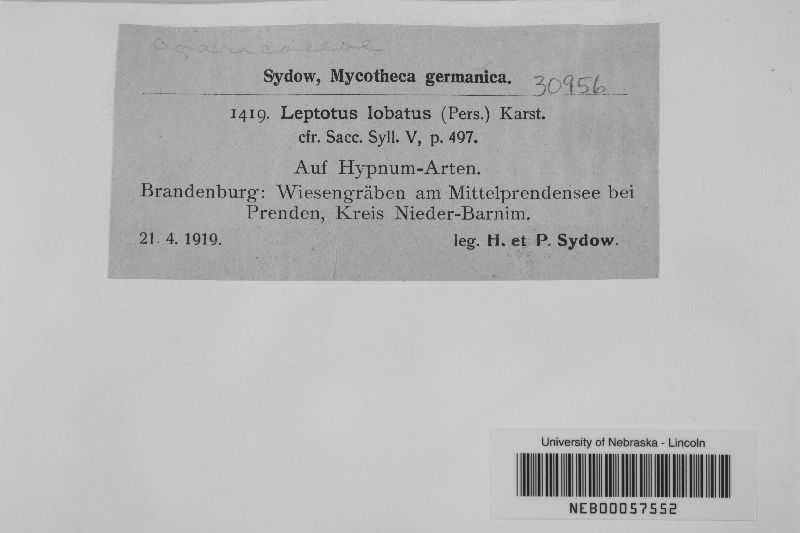 agaricaceae
Sydow, Mycotheca germanica. 30956
1419. Leptotus lobatus (Pers.) Karst.
cfr. Sacc. Syll. V, p. 497.
Auf Hypnum-Arten.
Brandenburg: Wiesengräben am Mittelprendensee bei
Prenden, Kreis Nieder-Barnim.
21. 4. 1919. leg. H. et P. Sydow.
University of Nebraska - Lincoln
NEB00057552